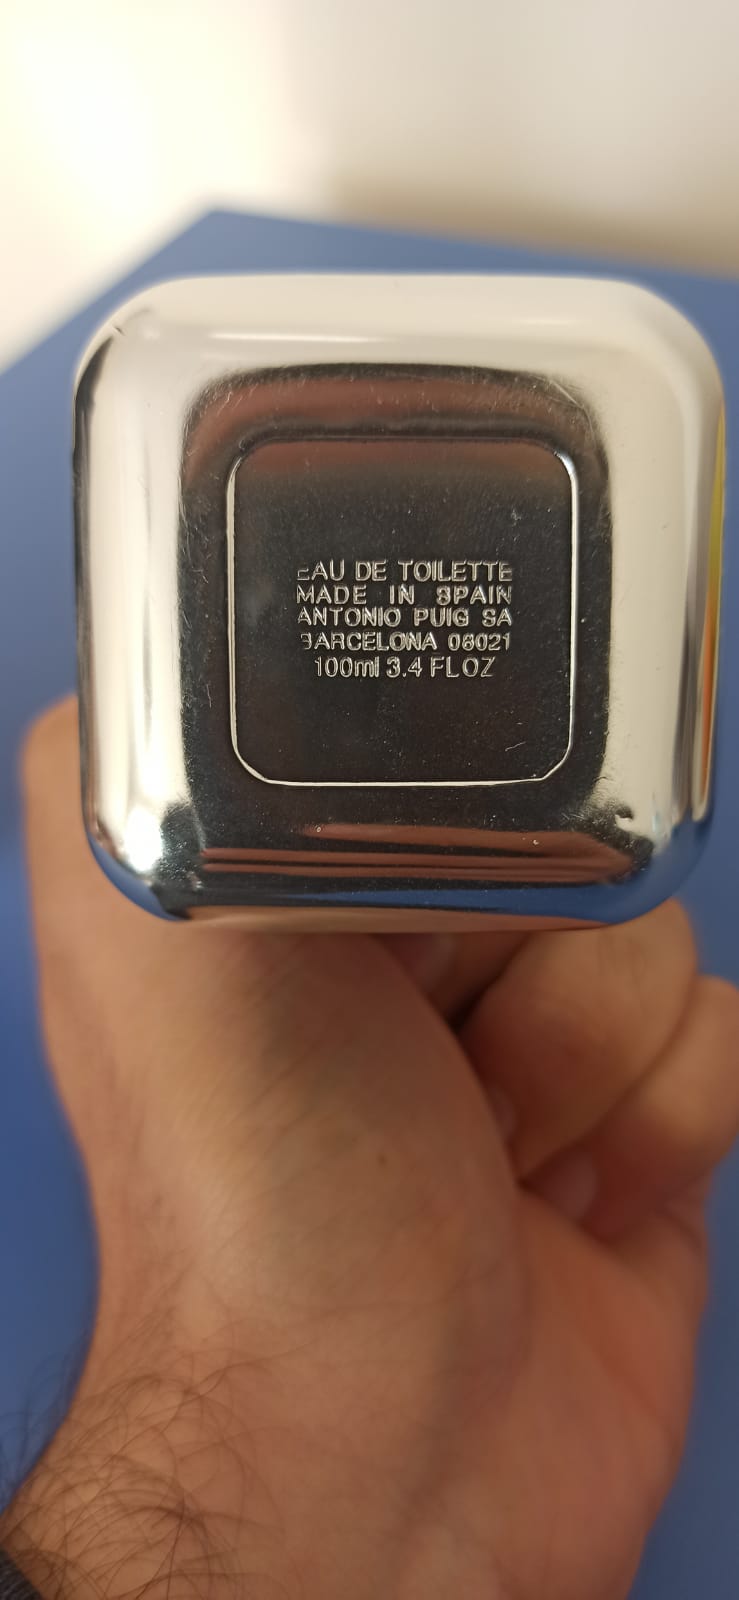 EAU DE TOILETTE
MADE IN SPAIN
ANTONIO PUIG SA
BARCELONA 08021
100ml 3.4 FL OZ